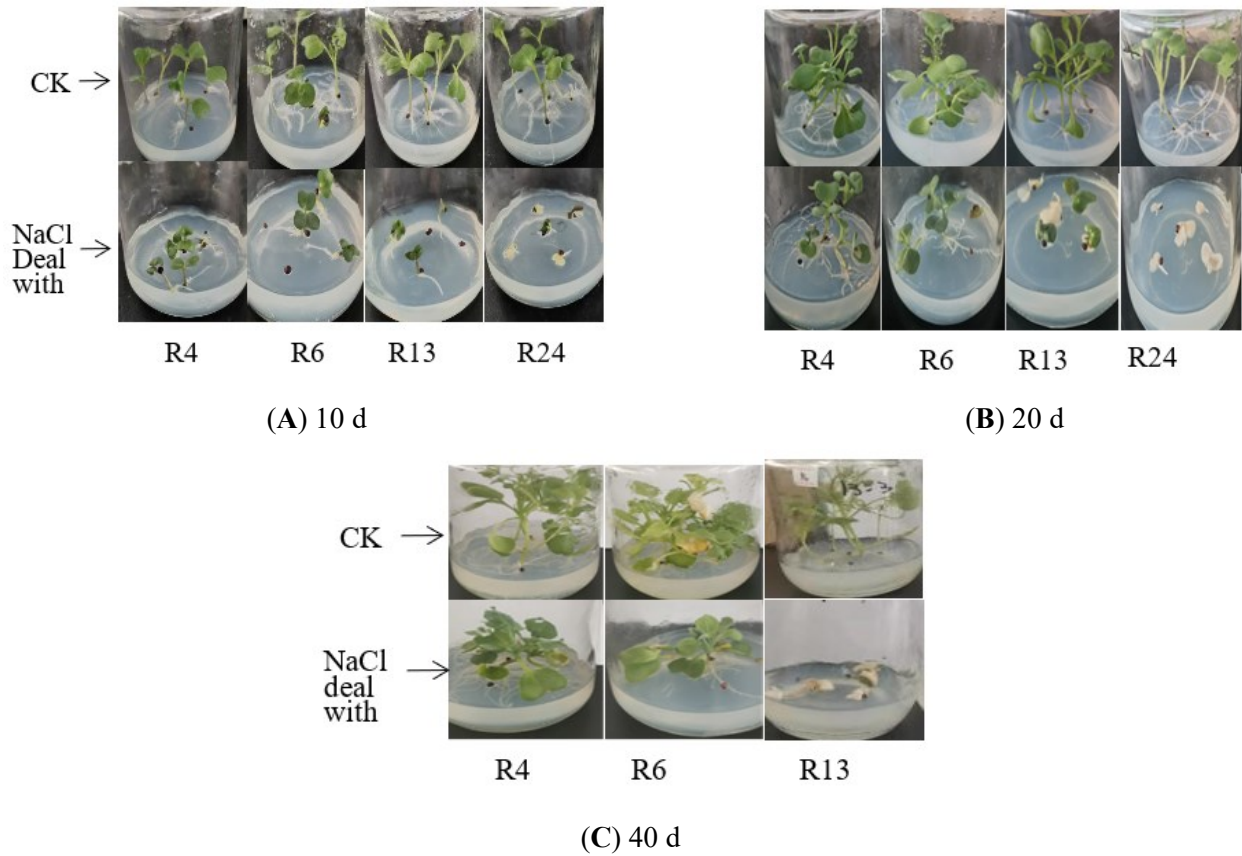 CK
NaCl
Deal
with
R4 R6 R13 R24
(A) 10 d
R4 R6 R13 R24
(B) 20 d
CK
NaCl
deal
with
R4 R6 R13
(C) 40 d